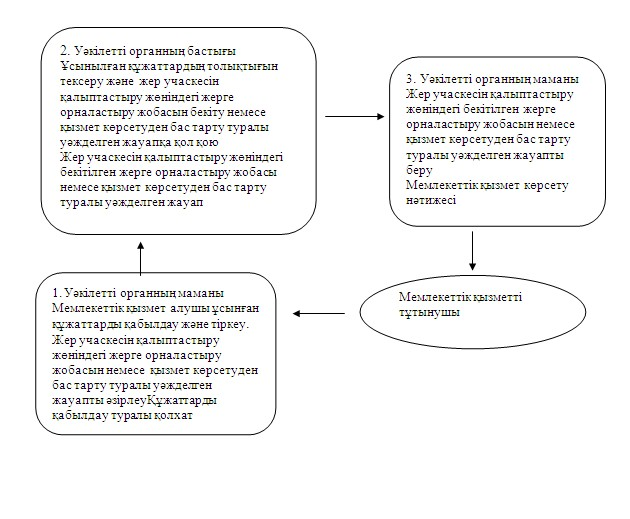 2. Уәкілетті органның бастығы
Ұсынылған құжаттардың толықтығын
тексеру және  жер учаскесін
қалыптастыру жөніндегі жерге
орналастыру жобасын бекіту немесе
қызмет көрсетуден бас тарту туралы
уәжделген жауапқа қол қою
Жер учаскесін қалыптастыру жөніндегі
бекітілген жерге орналастыру жобасы
немесе қызмет көрсетуден бас тарту
туралы уәжделген жауап
3. Уәкілетті органның маманы
Жер учаскесін қалыптастыру
жөніндегі бекітілген  жерге
орналастыру жобасын немесе
қызмет көрсетуден бас тарту
туралы уәжделген жауапты
беру
Мемлекеттік қызмет көрсету
нәтижесі
1. Уәкілетті органның маманы
Мемлекеттік қызмет алушы ұсынған
құжаттарды қабылдау және тіркеу.
Жер учаскесін қалыптастыру
жөніндегі жерге орналастыру
жобасын немесе қызмет көрсетуден
бас тарту туралы уәжделген
жауапты әзірлеуҚұжаттарды
қабылдау туралы қолхат
Мемлекеттік қызметті
тұтынушы